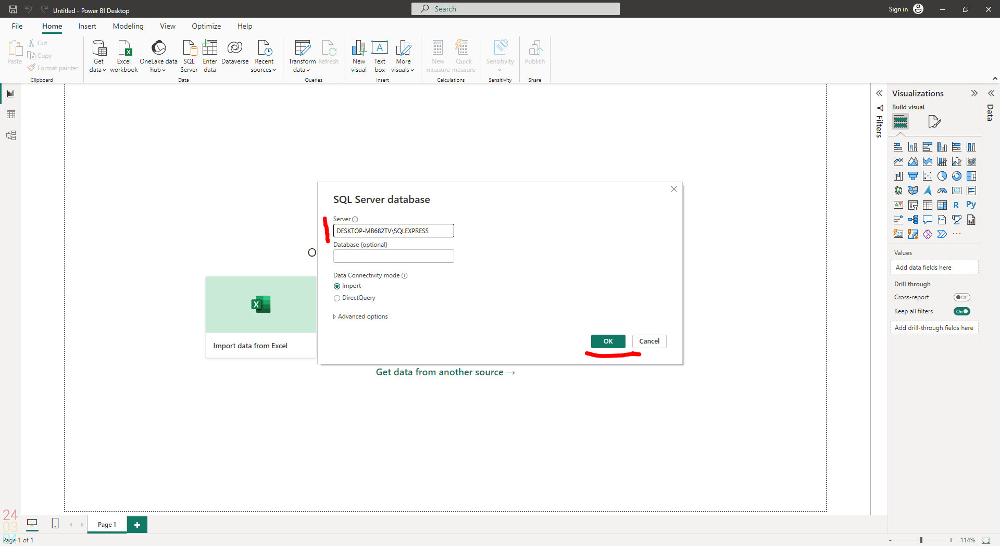 Untitled - Power BI Desktop
Search
Sign in
File Home Insert Modeling View Optimize Help
Paste
Cut
Copy
Format painter
Clipboard
Get data
Excel workbook
OneLake data hub
SQL Server
Enter data
Dataverse
Recent sources
Data
Transform data
Refresh
Queries
New visual
Text box
More visuals
Insert
New measure
Quick measure
Calculations
Sensitivity
Sensitivity
Publish
Share
SQL Server database
Server
DESKTOP-MB682TV\SQLEXPRESS
Database (optional)
Data Connectivity mode
Import
DirectQuery
Advanced options
OK
Cancel
O
Import data from Excel
Get data from another source →
Filters
Visualizations
Build visual
123
R
Py
123
Values
Add data fields here
Drill through
Cross-report
Off
Keep all filters
On
Add drill-through fields here
Data
24
03
04
Page 1
Page 1 of 1
- + 114%